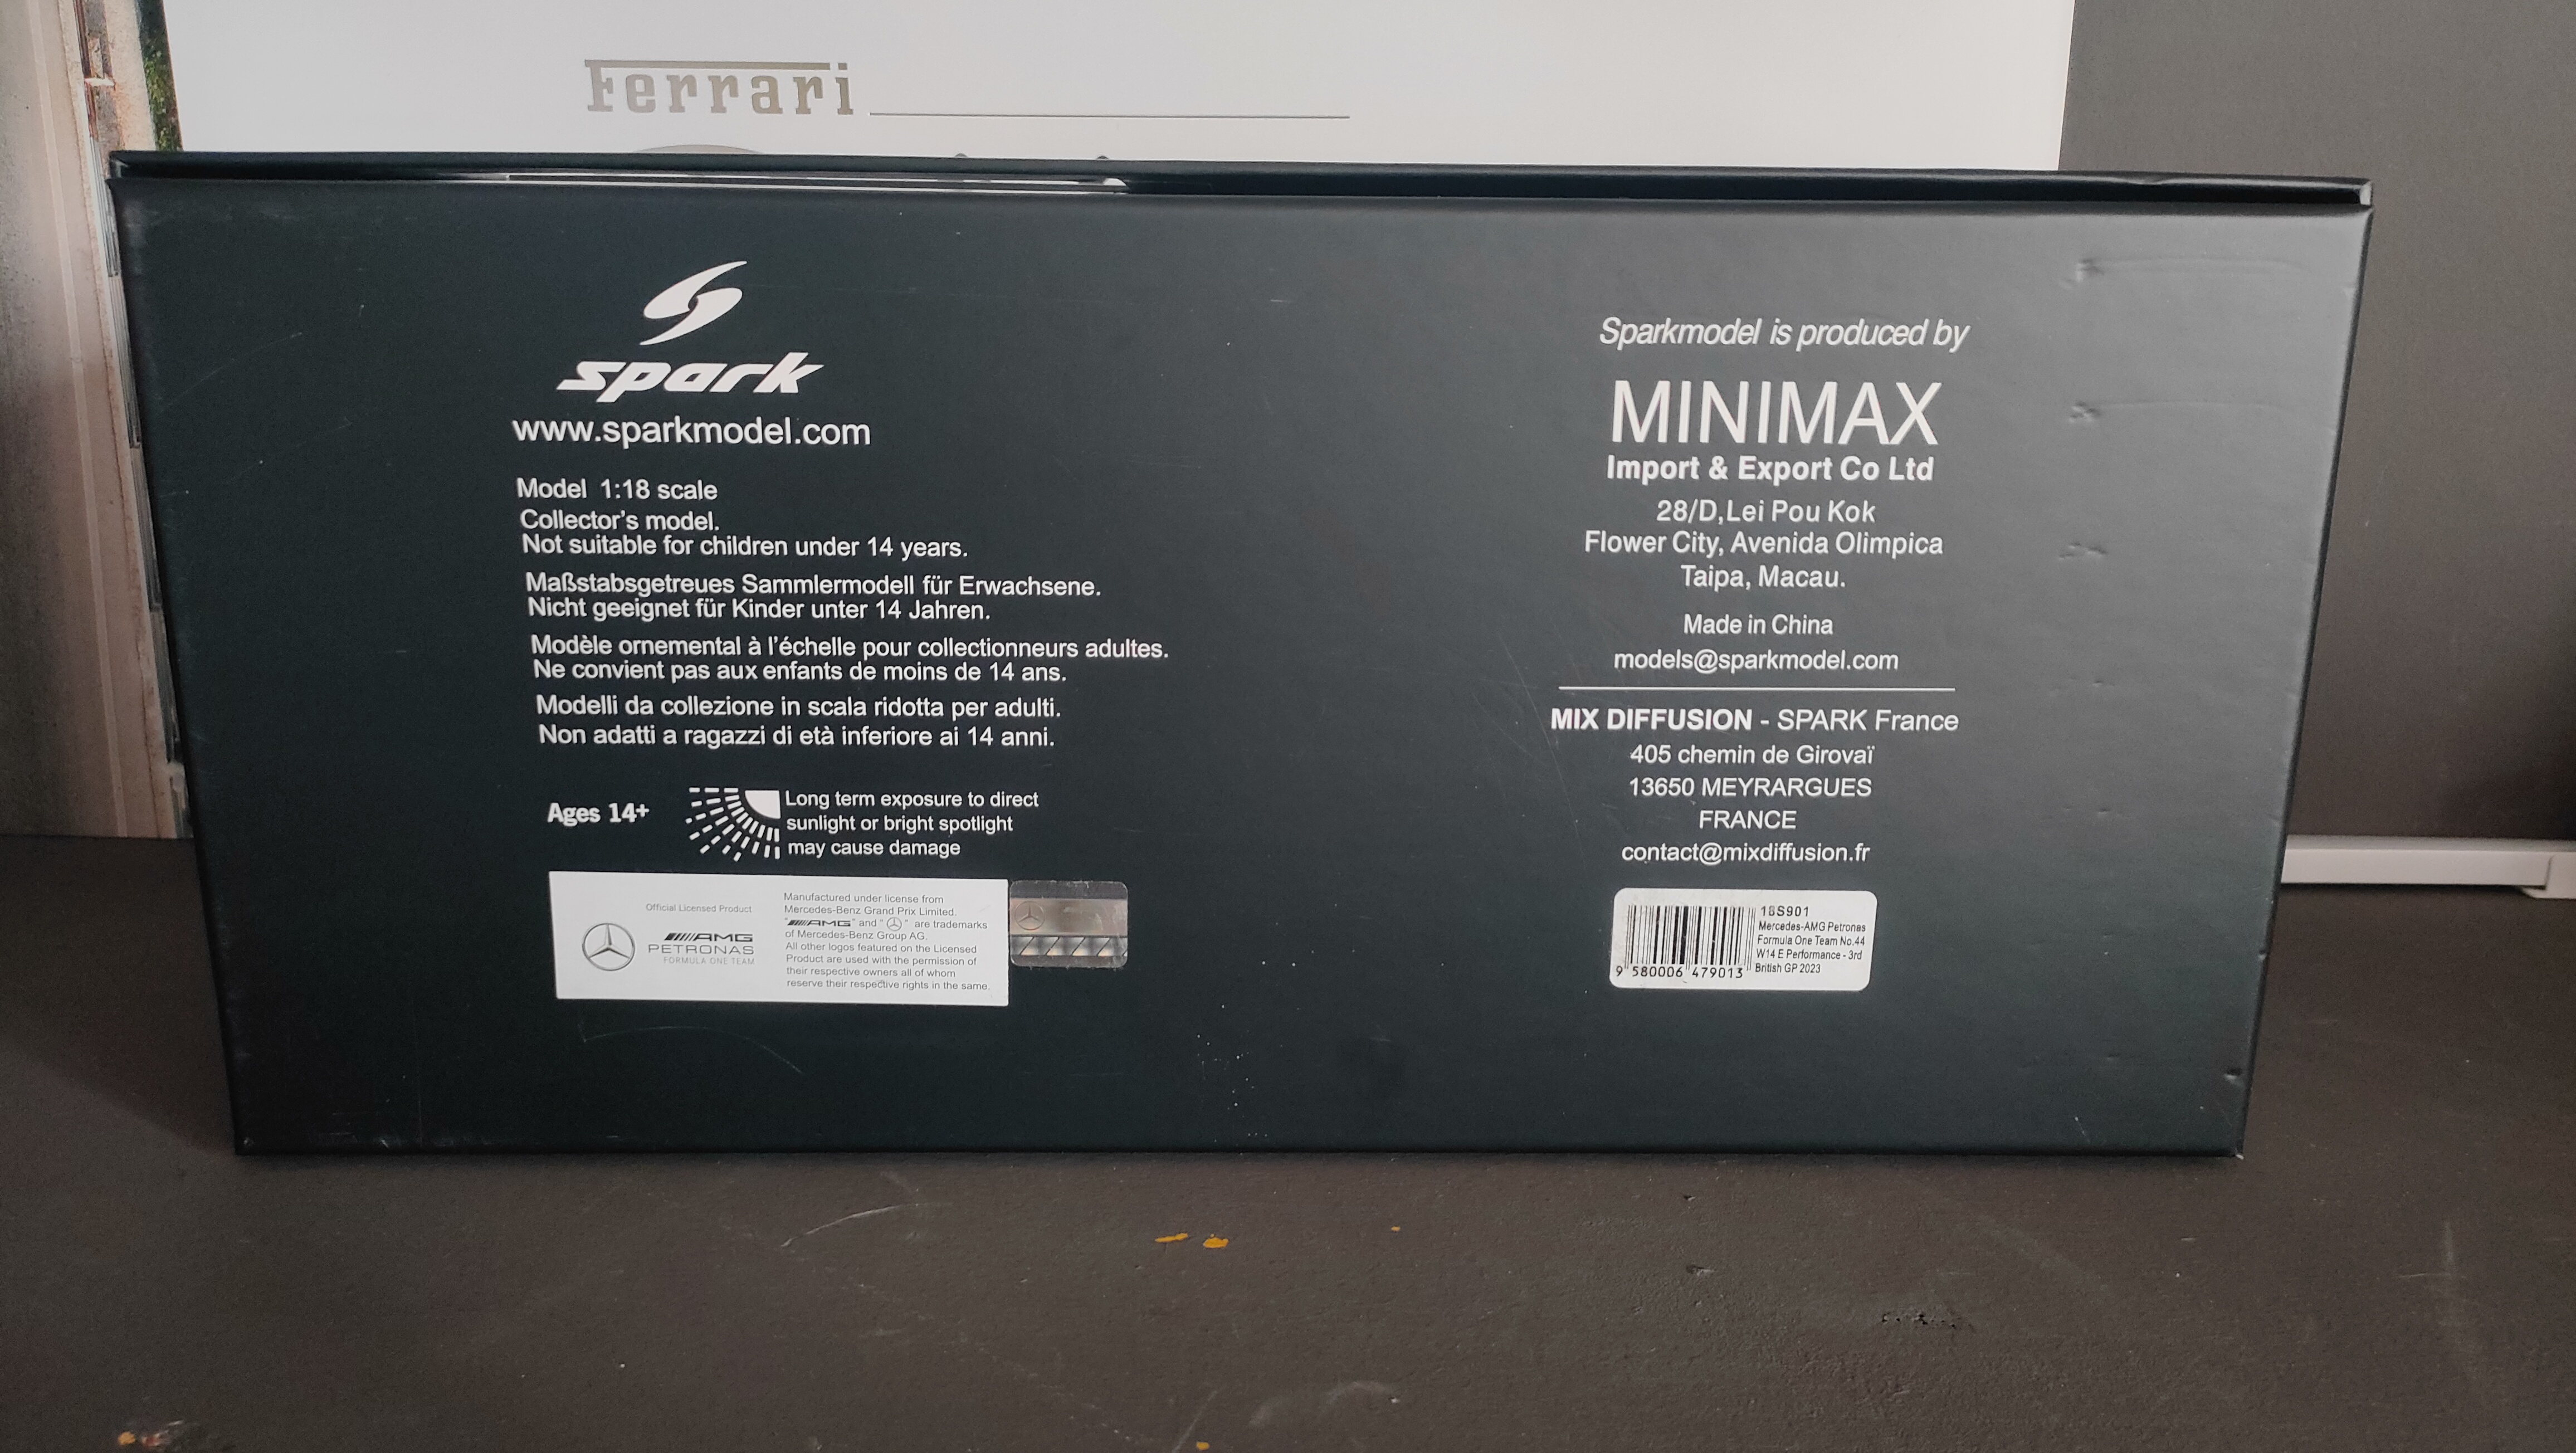 Ferrari
spark
www.sparkmodel.com
Model 1:18 scale
Collector's model.
Not suitable for children under 14 years.
Maßstabsgetreues Sammlermodell für Erwachsene.
Nicht geeignet für Kinder unter 14 Jahren.
Modèle ornemental à l'échelle pour collectionneurs adultes.
Ne convient pas aux enfants de moins de 14 ans.
Modelli da collezione in scala ridotta per adulti.
Non adatti a ragazzi di età inferiore ai 14 anni.
Ages 14+
Long term exposure to direct
sunlight or bright spotlight
may cause damage
Official Licensed Product
AMG
PETRONAS
FORMULA ONE TEAM
Manufactured under license from
Mercedes-Benz Grand Prix Limited.
"AMG" and " " are trademarks
of Mercedes-Benz Group AG.
All other logos featured on the Licensed
Product are used with the permission of
their respective owners all of whom
reserve their respective rights in the same.
Sparkmodel is produced by
MINIMAX
Import & Export Co Ltd
28/D,Lei Pou Kok
Flower City, Avenida Olimpica
Taipa, Macau.
Made in China
models@sparkmodel.com
MIX DIFFUSION - SPARK France
405 chemin de Girovaï
13650 MEYRARGUES
FRANCE
contact@mixdiffusion.fr
18S901
Mercedes-AMG Petronas
Formula One Team No.44
W14 E Performance - 3rd
British GP 2023
9 580006 479013